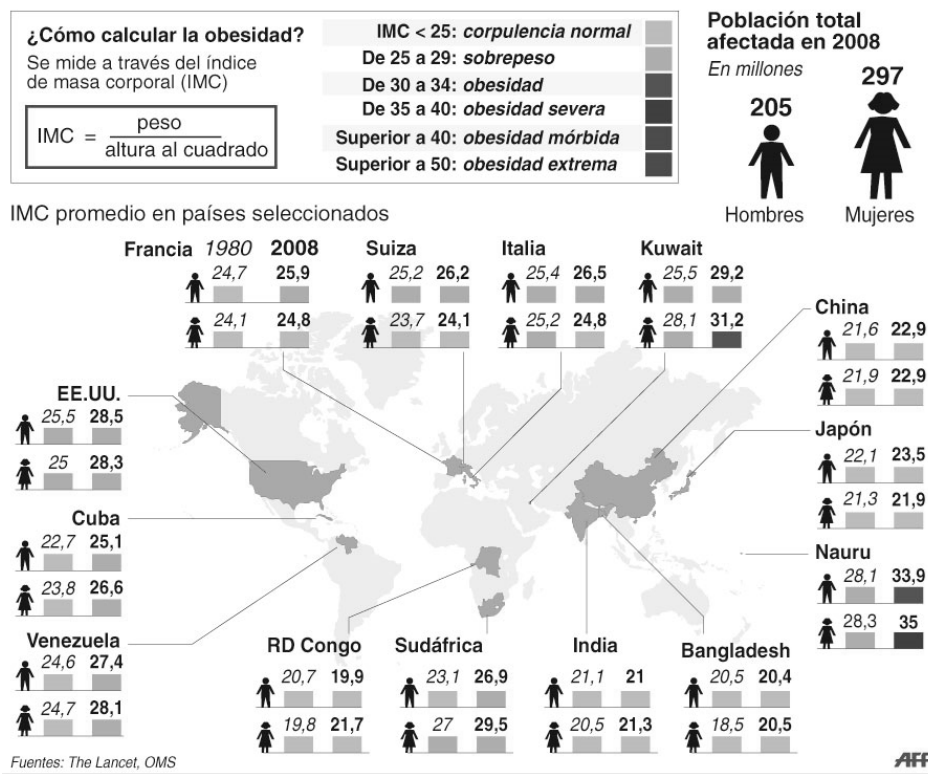 ¿Cómo calcular la obesidad?
Se mide a través del índice
de masa corporal (IMC)
IMC = peso
altura al cuadrado
IMC < 25: corpulencia normal
De 25 a 29: sobrepeso
De 30 a 34: obesidad
De 35 a 40: obesidad severa
Superior a 40: obesidad mórbida
Superior a 50: obesidad extrema
Población total
afectada en 2008
En millones
205
297
Hombres
Mujeres
IMC promedio en países seleccionados
Francia 1980 2008
24,7 25,9
24,1 24,8
Suiza
25,2 26,2
23,7 24,1
Italia
25,4 26,5
25,2 24,8
Kuwait
25,5 29,2
28,1 31,2
China
21,6 22,9
21,9 22,9
EE.UU.
25,5 28,5
25 28,3
Japón
22,1 23,5
21,3 21,9
Cuba
22,7 25,1
23,8 26,6
Nauru
28,1 33,9
28,3 35
Venezuela
24,6 27,4
24,7 28,1
RD Congo
20,7 19,9
19,8 21,7
Sudáfrica
23,1 26,9
27 29,5
India
21,1 21
20,5 21,3
Bangladesh
20,5 20,4
18,5 20,5
Fuentes: The Lancet, OMS
AFP